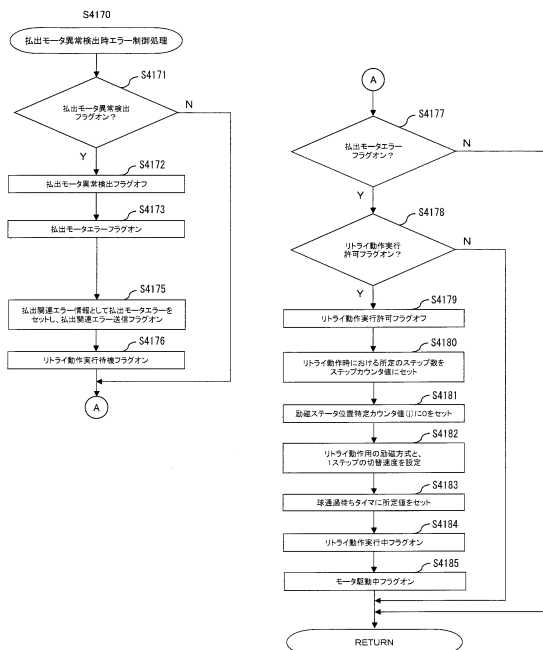 S4170
払出モータ異常検出時エラー制御処理
S4171
払出モータ異常検出
フラグオン？
N
Y
S4172
払出モータ異常検出フラグオフ
S4173
払出モータエラーフラグオン
S4175
払出関連エラー情報として払出モータエラーを
セットし、払出関連エラー送信フラグオン
S4176
リトライ動作実行待機フラグオン
A
A
S4177
払出モータエラー
フラグオン？
N
Y
S4178
リトライ動作実行
許可フラグオン？
N
Y
S4179
リトライ動作実行許可フラグオフ
S4180
リトライ動作時における所定のステップ数を
ステップカウンタ値にセット
S4181
励磁ステータ位置特定カウンタ値(j)に0をセット
S4182
リトライ動作用の励磁方式と、
1ステップの切替速度を設定
S4183
球通過待ちタイマに所定値をセット
S4184
リトライ動作実行中フラグオン
S4185
モータ駆動中フラグオン
RETURN